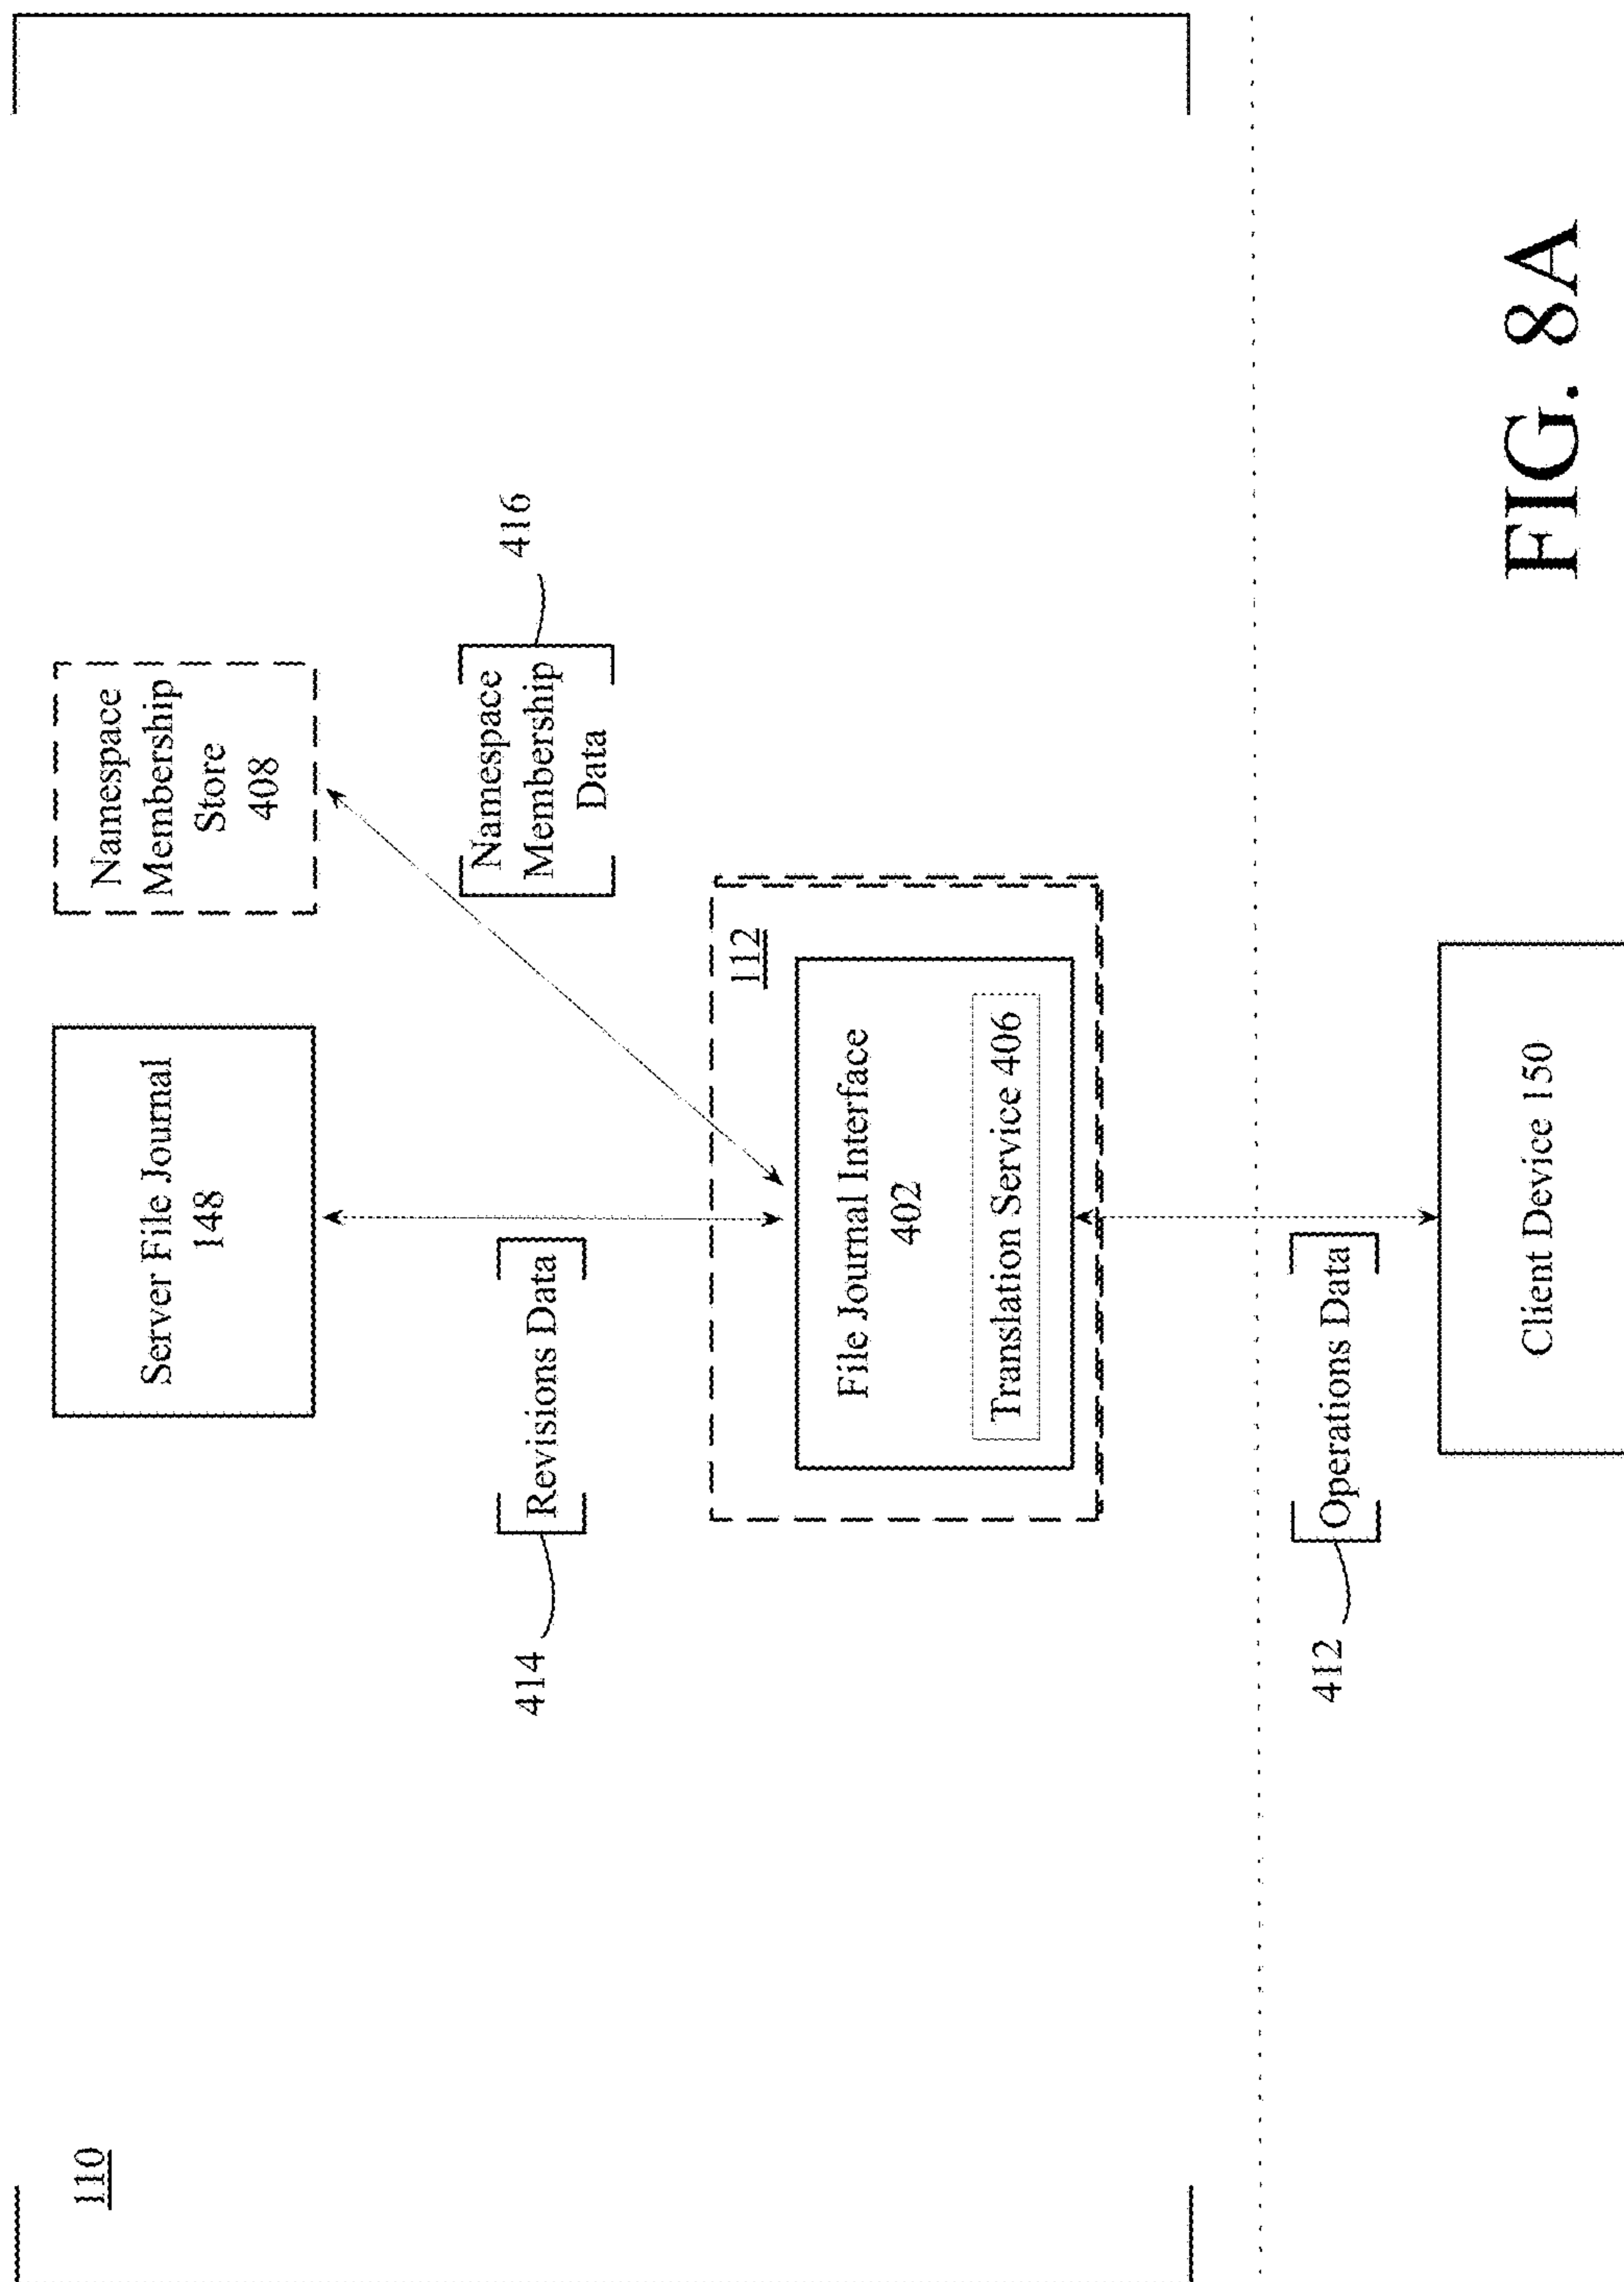 110
Server File Journal
148
Namespace
Membership
Store
408
414
Revisions Data
Namespace
Membership
Data
416
112
File Journal Interface
402
Translation Service 406
412
Operations Data
Client Device 150
FIG. 8A